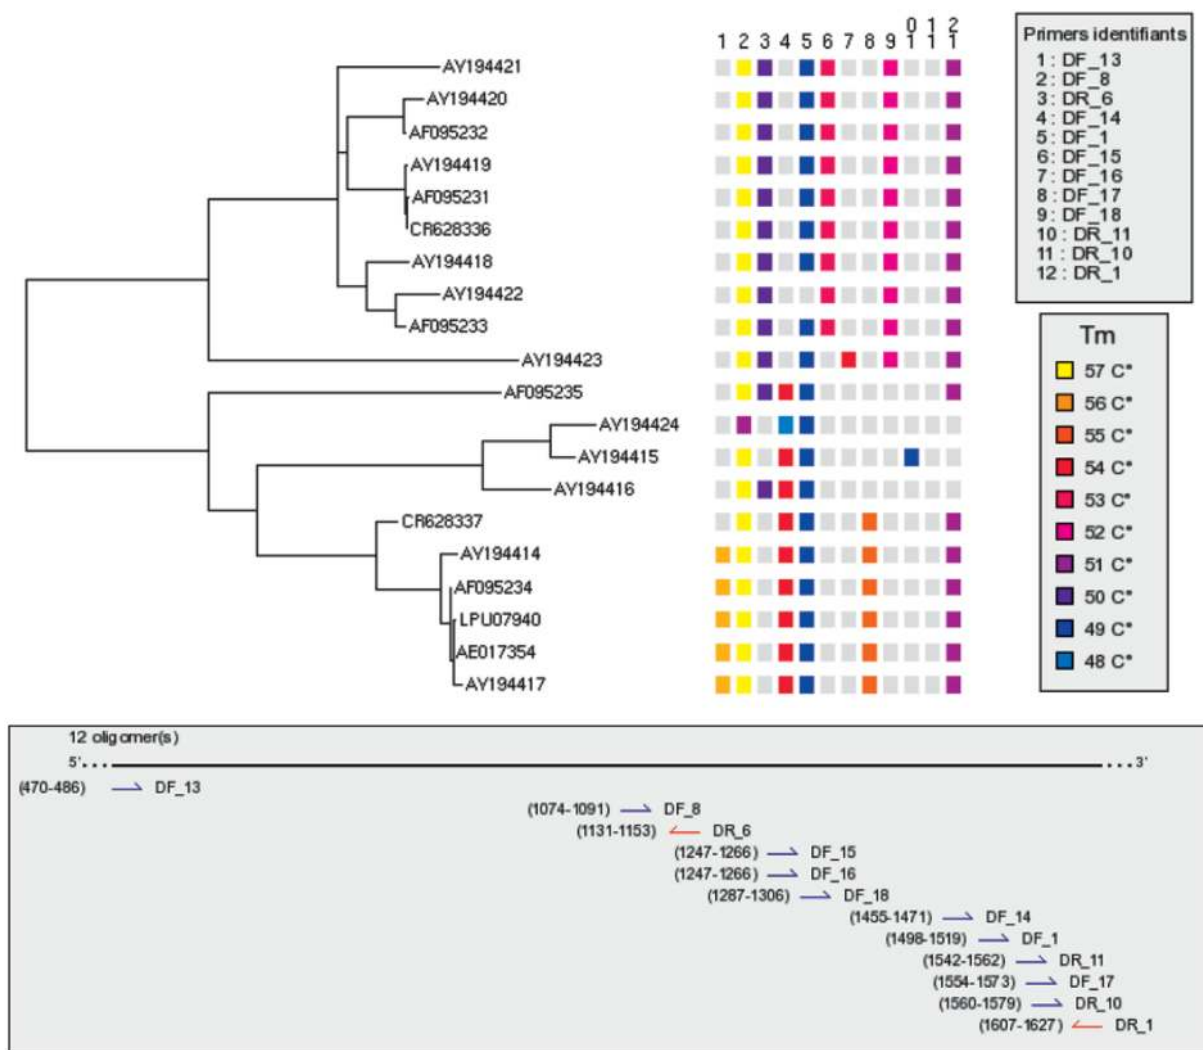 1 2 3 4 5 6 7 8 9 01 11 21
AY194421
AY194420
AF095232
AY194419
AF095231
CR628336
AY194418
AY194422
AF095233
AY194423
AF095235
AY194424
AY194415
AY194416
CR628337
AY194414
AF095234
LPU07940
AE017354
AY194417
Primers identifiants
1 : DF_13
2 : DF_8
3 : DR_6
4 : DF_14
5 : DF_1
6 : DF_15
7 : DF_16
8 : DF_17
9 : DF_18
10 : DR_11
11 : DR_10
12 : DR_1
Tm
57 C°
56 C°
55 C°
54 C°
53 C°
52 C°
51 C°
50 C°
49 C°
48 C°
12 oligomer(s)
5'... ...3'
(470-486) DF_13
(1074-1091) DF_8
(1131-1153) DR_6
(1247-1266) DF_15
(1247-1266) DF_16
(1287-1306) DF_18
(1455-1471) DF_14
(1498-1519) DF_1
(1542-1562) DR_11
(1554-1573) DF_17
(1560-1579) DR_10
(1607-1627) DR_1